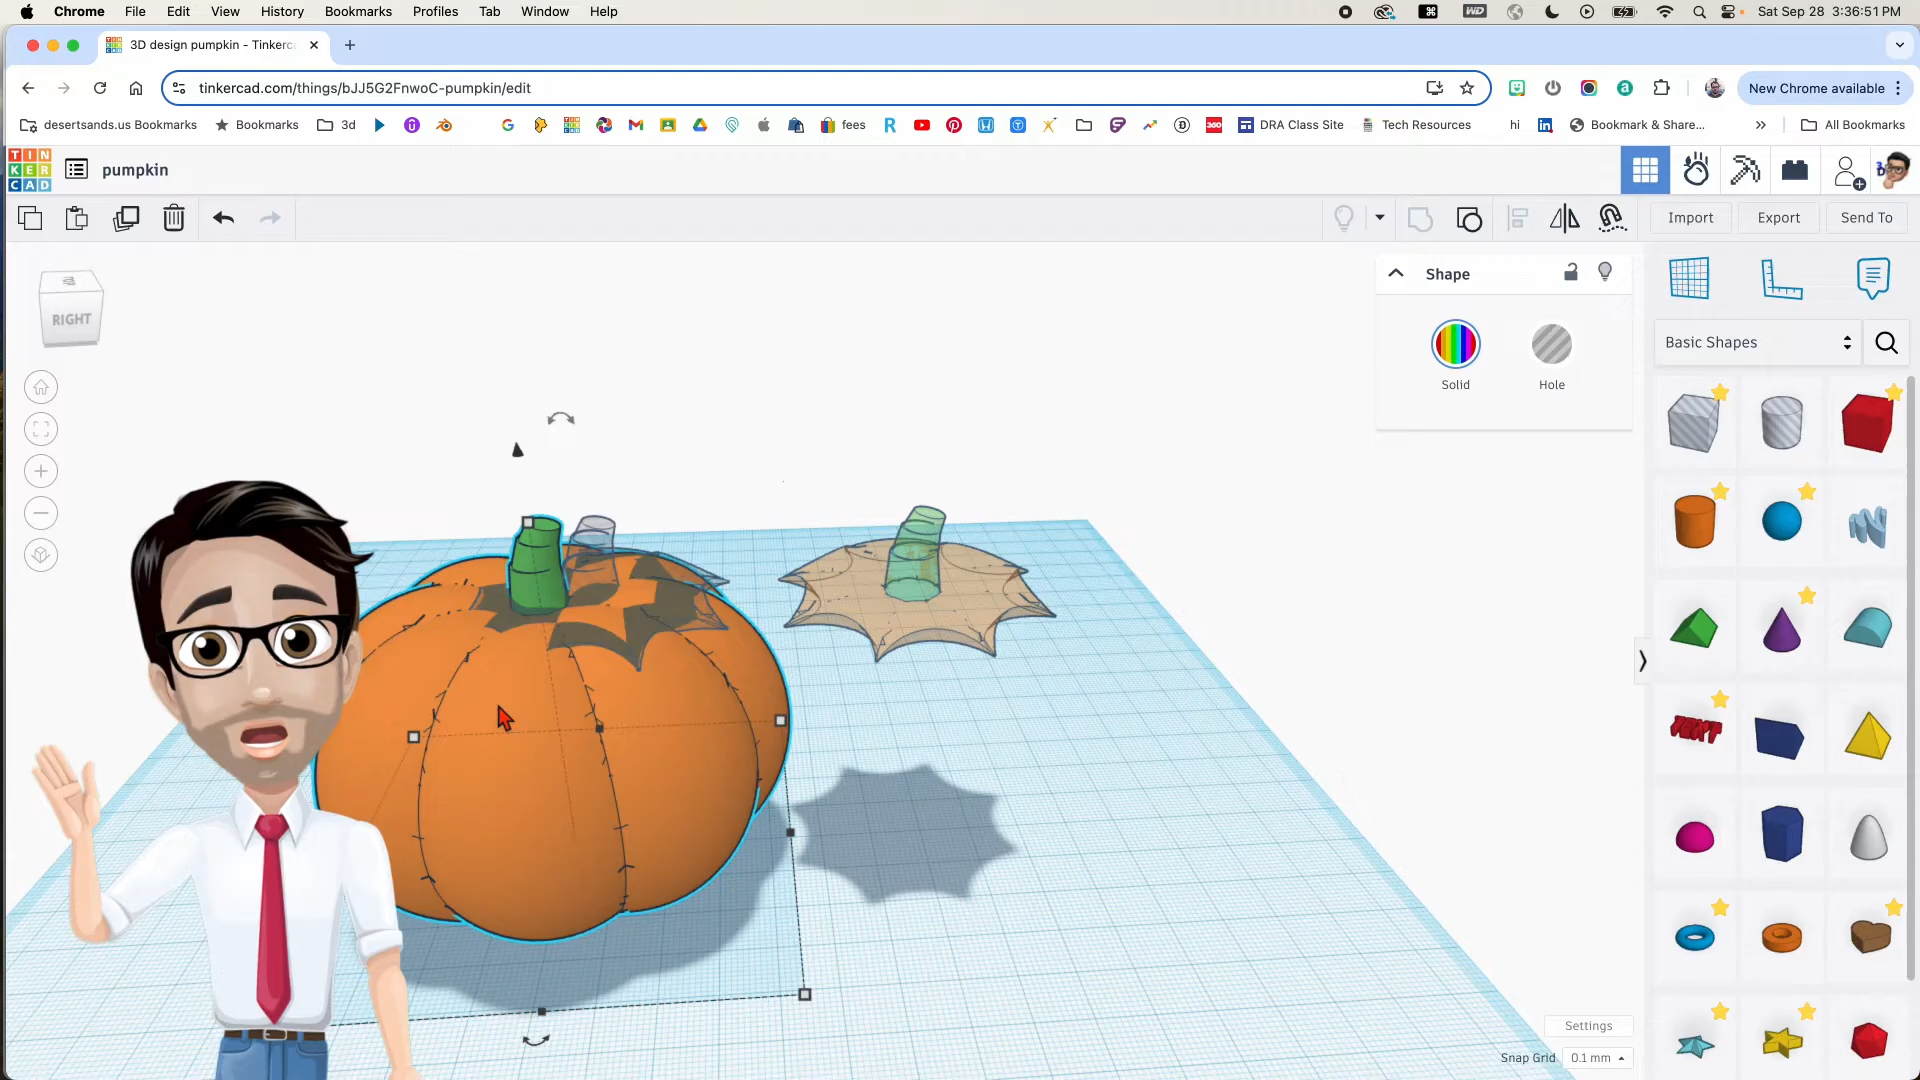 Chrome File Edit View History Bookmarks Profiles Tab Window Help WD Sat Sep 28 3:36:51 PM
3D design pumpkin - Tinkerc
tinkercad.com/things/bJJ5G2FnwoC-pumpkin/edit New Chrome available
desertsands.us Bookmarks Bookmarks 3d fees DRA Class Site Tech Resources hi Bookmark & Share... All Bookmarks
TIN
KER
CAD
pumpkin
Import Export Send To
Shape
Solid Hole
RIGHT
Basic Shapes
TEXT
Settings
Snap Grid 0.1 mm